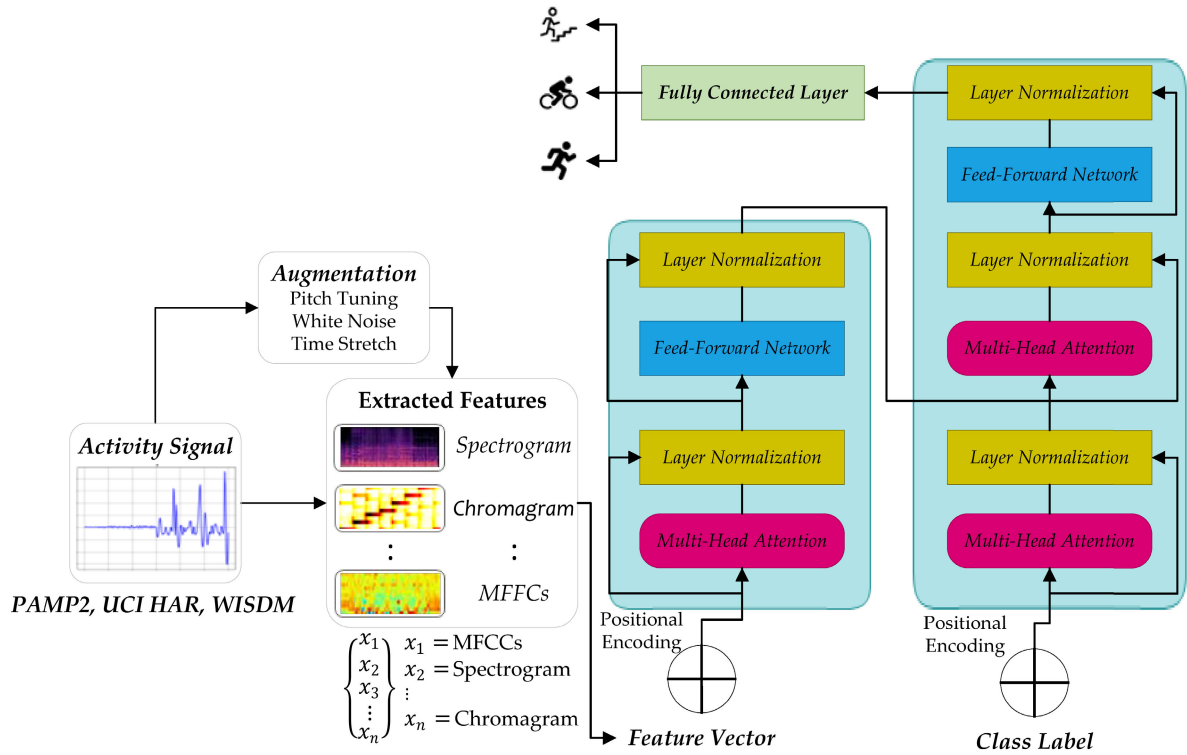 Activity Signal
PAMP2, UCI HAR, WISDM
Augmentation
Pitch Tuning
White Noise
Time Stretch
Extracted Features
Spectrogram
Chromagram
⋮ ⋮
MFFCs
x₁ x₁ = MFCCs
x₂ x₂ = Spectrogram
x₃ ⋮
⋮ xₙ = Chromagram
xₙ
Feature Vector
Positional
Encoding
Multi-Head Attention
Layer Normalization
Feed-Forward Network
Layer Normalization
Class Label
Positional
Encoding
Multi-Head Attention
Layer Normalization
Multi-Head Attention
Layer Normalization
Feed-Forward Network
Layer Normalization
Fully Connected Layer